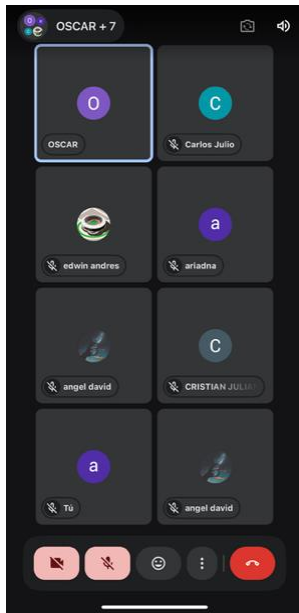 OSCAR + 7
O
OSCAR
C
Carlos Julio
edwin andres
a
ariadna
angel david
C
CRISTIAN JULIA
a
Tú
angel david